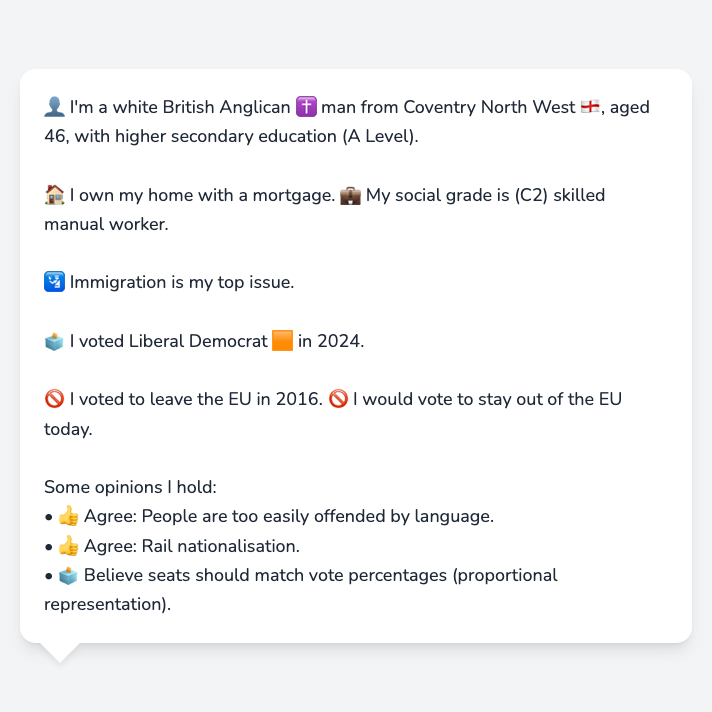 👤 I'm a white British Anglican ✝️ man from Coventry North West 🏴󠁧󠁢󠁥󠁮󠁧󠁿, aged
46, with higher secondary education (A Level).
🏠 I own my home with a mortgage. 💼 My social grade is (C2) skilled
manual worker.
🛂 Immigration is my top issue.
🗳️ I voted Liberal Democrat 🟧 in 2024.
🚫 I voted to leave the EU in 2016. 🚫 I would vote to stay out of the EU
today.
Some opinions I hold:
• 👍 Agree: People are too easily offended by language.
• 👍 Agree: Rail nationalisation.
• 🗳️ Believe seats should match vote percentages (proportional
representation).